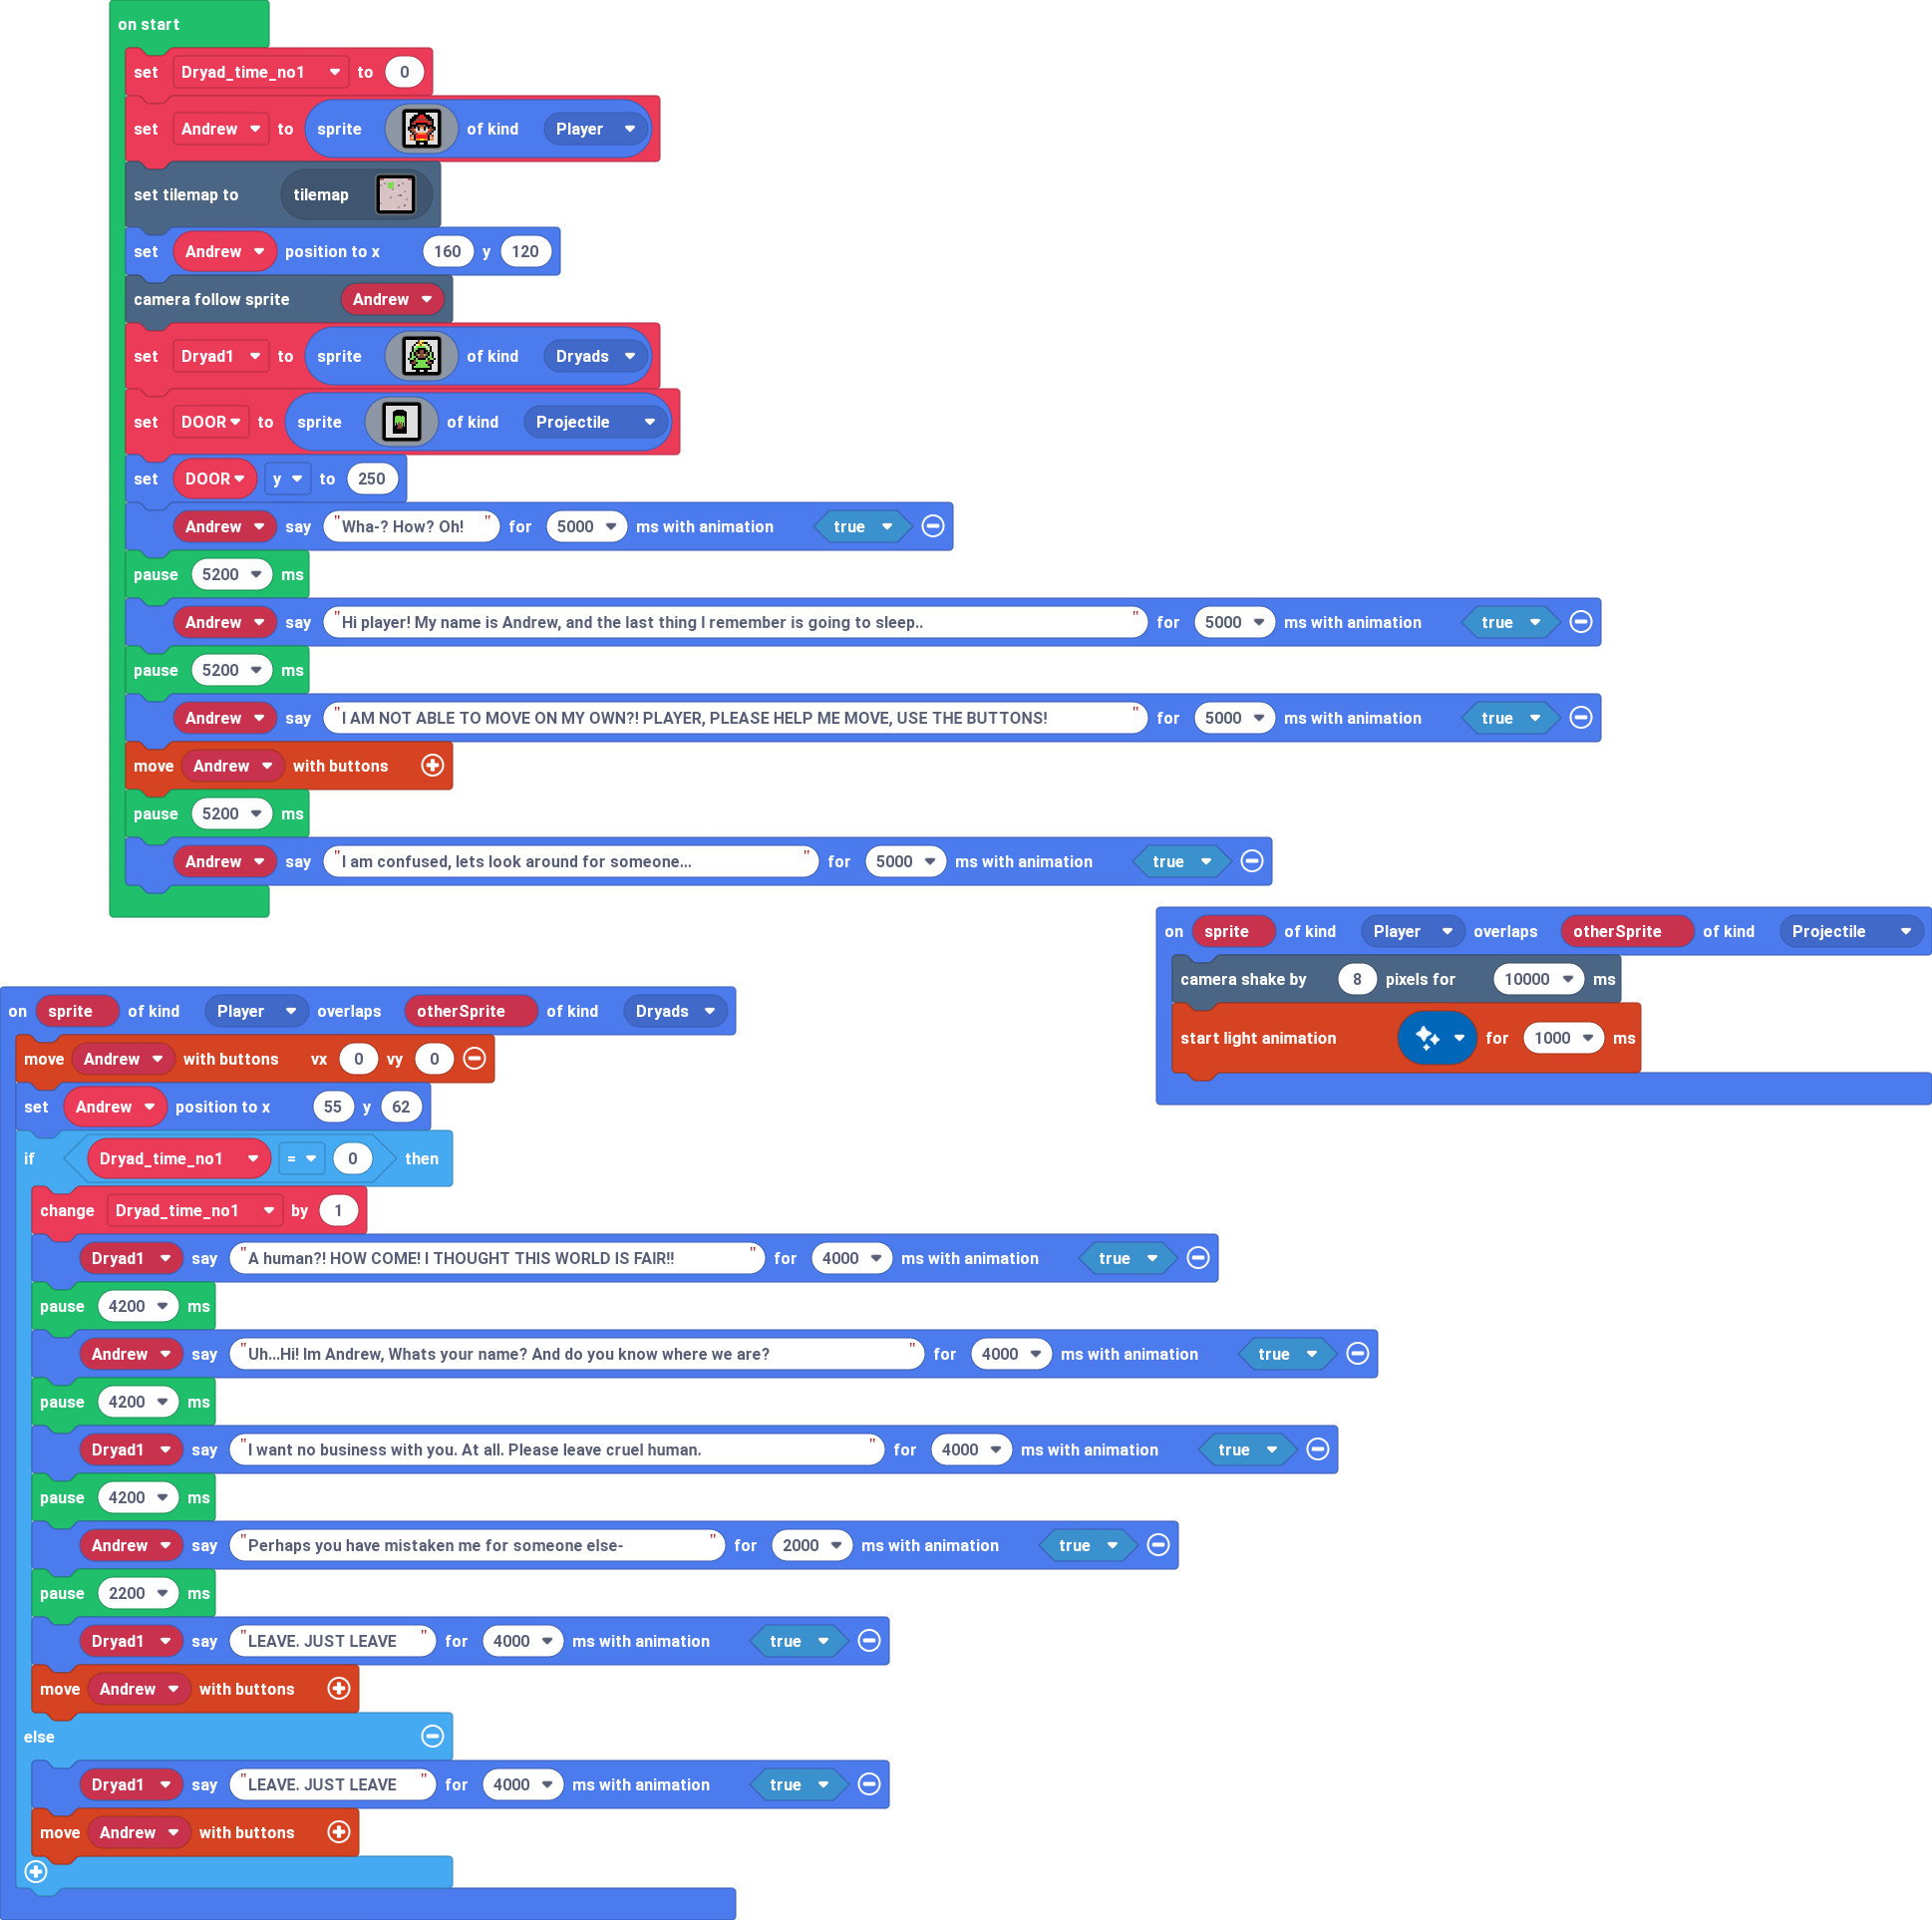 on start
set Dryad_time_no1 to 0
set Andrew to sprite of kind Player
set tilemap to tilemap
set Andrew position to x 160 y 120
camera follow sprite Andrew
set Dryad1 to sprite of kind Dryads
set DOOR to sprite of kind Projectile
set DOOR y to 250
Andrew say "Wha-? How? Oh!" for 5000 ms with animation true
pause 5200 ms
Andrew say "Hi player! My name is Andrew, and the last thing I remember is going to sleep.." for 5000 ms with animation true
pause 5200 ms
Andrew say "I AM NOT ABLE TO MOVE ON MY OWN?! PLAYER, PLEASE HELP ME MOVE, USE THE BUTTONS!" for 5000 ms with animation true
move Andrew with buttons
pause 5200 ms
Andrew say "I am confused, lets look around for someone..." for 5000 ms with animation true
on sprite of kind Player overlaps otherSprite of kind Projectile
camera shake by 8 pixels for 10000 ms
start light animation for 1000 ms
on sprite of kind Player overlaps otherSprite of kind Dryads
move Andrew with buttons vx 0 vy 0
set Andrew position to x 55 y 62
if Dryad_time_no1 = 0 then
change Dryad_time_no1 by 1
Dryad1 say "A human?! HOW COME! I THOUGHT THIS WORLD IS FAIR!!" for 4000 ms with animation true
pause 4200 ms
Andrew say "Uh...Hi! Im Andrew, Whats your name? And do you know where we are?" for 4000 ms with animation true
pause 4200 ms
Dryad1 say "I want no business with you. At all. Please leave cruel human." for 4000 ms with animation true
pause 4200 ms
Andrew say "Perhaps you have mistaken me for someone else-" for 2000 ms with animation true
pause 2200 ms
Dryad1 say "LEAVE. JUST LEAVE" for 4000 ms with animation true
move Andrew with buttons
else
Dryad1 say "LEAVE. JUST LEAVE" for 4000 ms with animation true
move Andrew with buttons